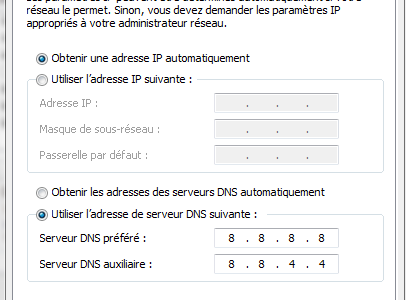 réseau le permet. Sinon, vous devez demander les paramètres IP
appropriés à votre administrateur réseau.
Obtenir une adresse IP automatiquement
Utiliser l'adresse IP suivante :
Adresse IP :
. . .
Masque de sous-réseau :
. . .
Passerelle par défaut :
. . .
Obtenir les adresses des serveurs DNS automatiquement
Utiliser l'adresse de serveur DNS suivante :
Serveur DNS préféré :
8 . 8 . 8 . 8
Serveur DNS auxiliaire :
8 . 8 . 4 . 4